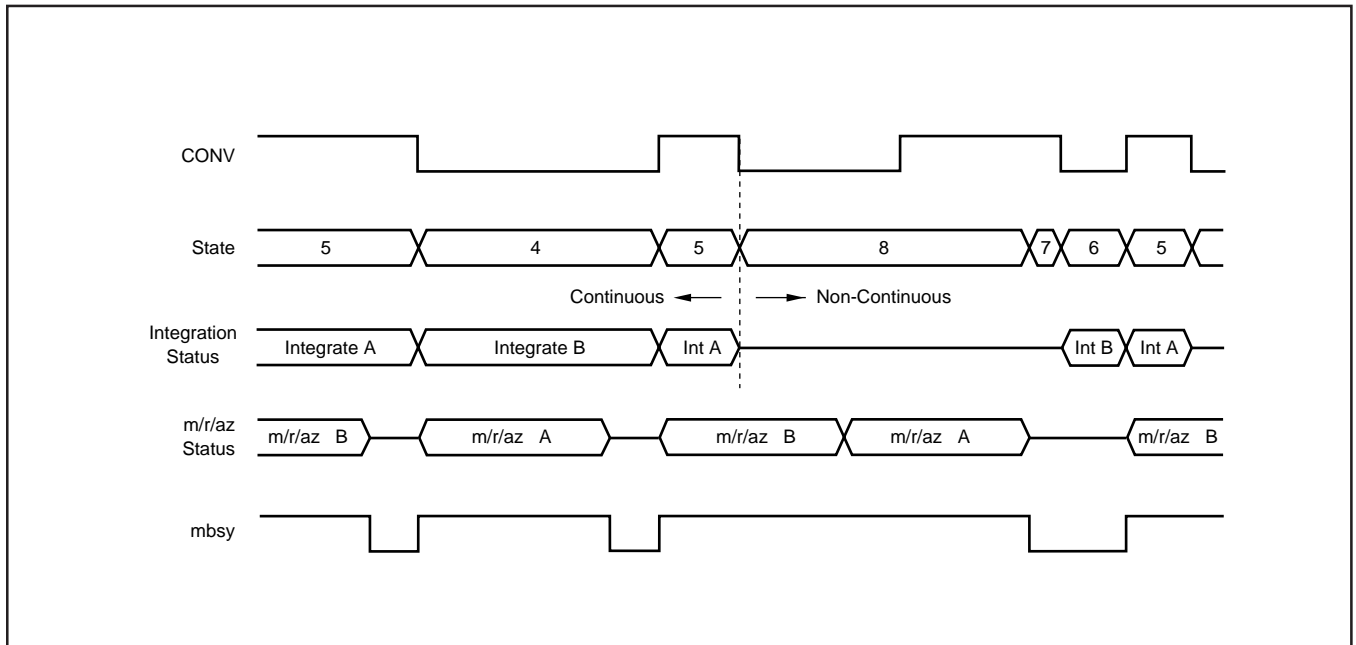 CONV
State
5 4 5 8 7 6 5
Continuous Non-Continuous
Integration
Status
Integrate A Integrate B Int A Int B Int A
m/r/az
Status
m/r/az B m/r/az A m/r/az B m/r/az A m/r/az B
mbsy